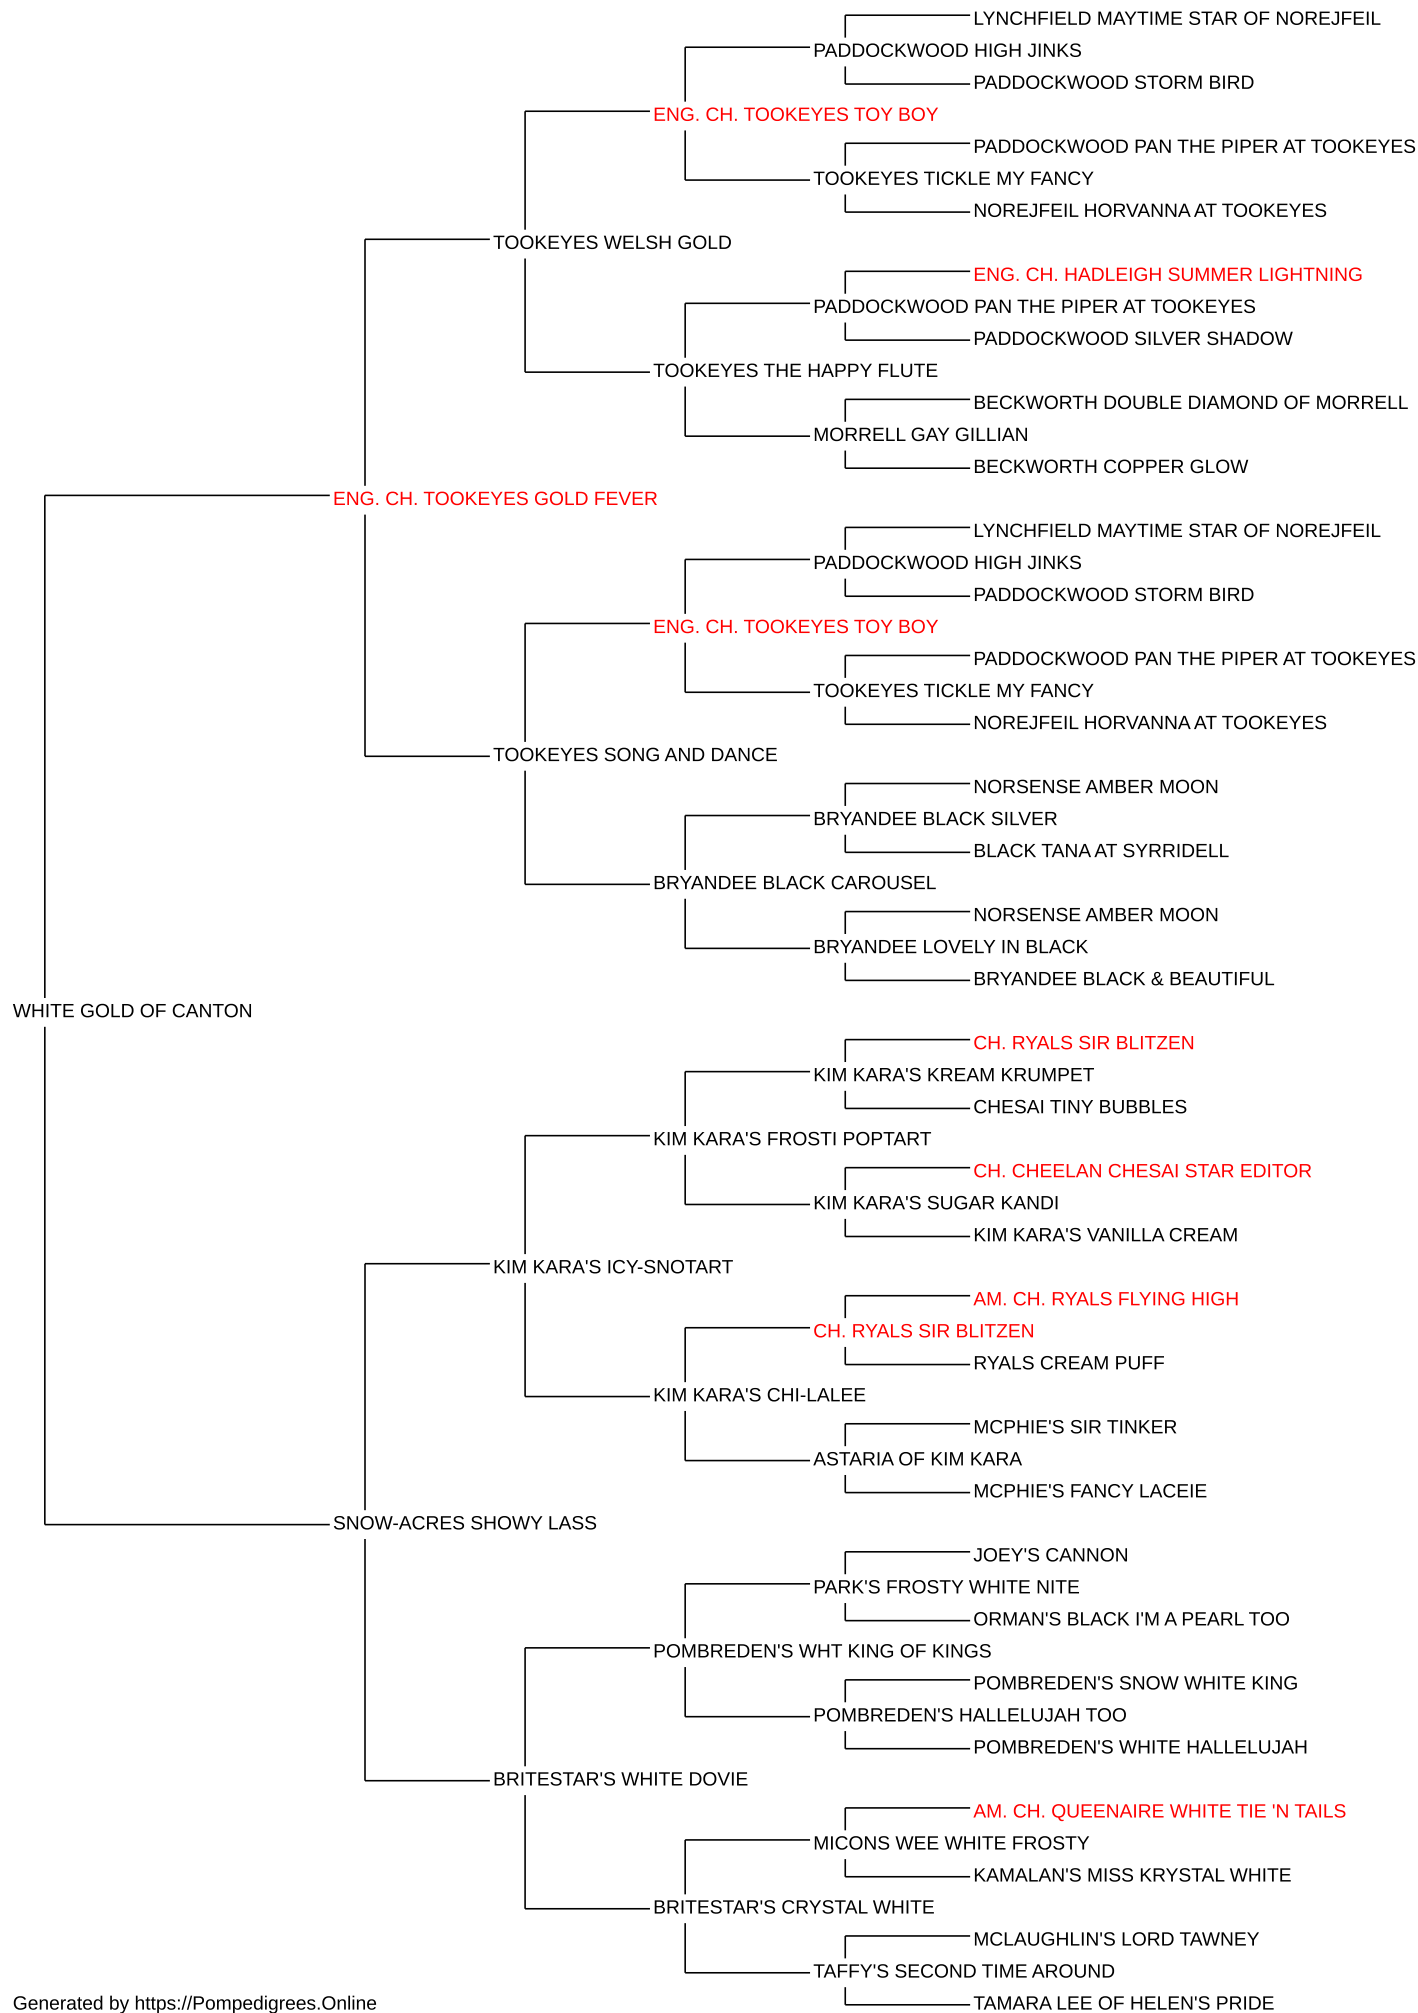 LYNCHFIELD MAYTIME STAR OF NOREJFEIL
PADDOCKWOOD HIGH JINKS
PADDOCKWOOD STORM BIRD
ENG. CH. TOOKEYES TOY BOY
PADDOCKWOOD PAN THE PIPER AT TOOKEYES
TOOKEYES TICKLE MY FANCY
NOREJFEIL HORVANNA AT TOOKEYES
TOOKEYES WELSH GOLD
ENG. CH. HADLEIGH SUMMER LIGHTNING
PADDOCKWOOD PAN THE PIPER AT TOOKEYES
PADDOCKWOOD SILVER SHADOW
TOOKEYES THE HAPPY FLUTE
BECKWORTH DOUBLE DIAMOND OF MORRELL
MORRELL GAY GILLIAN
BECKWORTH COPPER GLOW
ENG. CH. TOOKEYES GOLD FEVER
LYNCHFIELD MAYTIME STAR OF NOREJFEIL
PADDOCKWOOD HIGH JINKS
PADDOCKWOOD STORM BIRD
ENG. CH. TOOKEYES TOY BOY
PADDOCKWOOD PAN THE PIPER AT TOOKEYES
TOOKEYES TICKLE MY FANCY
NOREJFEIL HORVANNA AT TOOKEYES
TOOKEYES SONG AND DANCE
NORSENSE AMBER MOON
BRYANDEE BLACK SILVER
BLACK TANA AT SYRRIDELL
BRYANDEE BLACK CAROUSEL
NORSENSE AMBER MOON
BRYANDEE LOVELY IN BLACK
BRYANDEE BLACK & BEAUTIFUL
WHITE GOLD OF CANTON
CH. RYALS SIR BLITZEN
KIM KARA'S KREAM KRUMPET
CHESAI TINY BUBBLES
KIM KARA'S FROSTI POPTART
CH. CHEELAN CHESAI STAR EDITOR
KIM KARA'S SUGAR KANDI
KIM KARA'S VANILLA CREAM
KIM KARA'S ICY-SNOTART
AM. CH. RYALS FLYING HIGH
CH. RYALS SIR BLITZEN
RYALS CREAM PUFF
KIM KARA'S CHI-LALEE
MCPHIE'S SIR TINKER
ASTARIA OF KIM KARA
MCPHIE'S FANCY LACEIE
SNOW-ACRES SHOWY LASS
JOEY'S CANNON
PARK'S FROSTY WHITE NITE
ORMAN'S BLACK I'M A PEARL TOO
POMBREDEN'S WHT KING OF KINGS
POMBREDEN'S SNOW WHITE KING
POMBREDEN'S HALLELUJAH TOO
POMBREDEN'S WHITE HALLELUJAH
BRITESTAR'S WHITE DOVIE
AM. CH. QUEENAIRE WHITE TIE 'N TAILS
MICONS WEE WHITE FROSTY
KAMALAN'S MISS KRYSTAL WHITE
BRITESTAR'S CRYSTAL WHITE
MCLAUGHLIN'S LORD TAWNEY
TAFFY'S SECOND TIME AROUND
TAMARA LEE OF HELEN'S PRIDE
Generated by https://Pompedigrees.Online